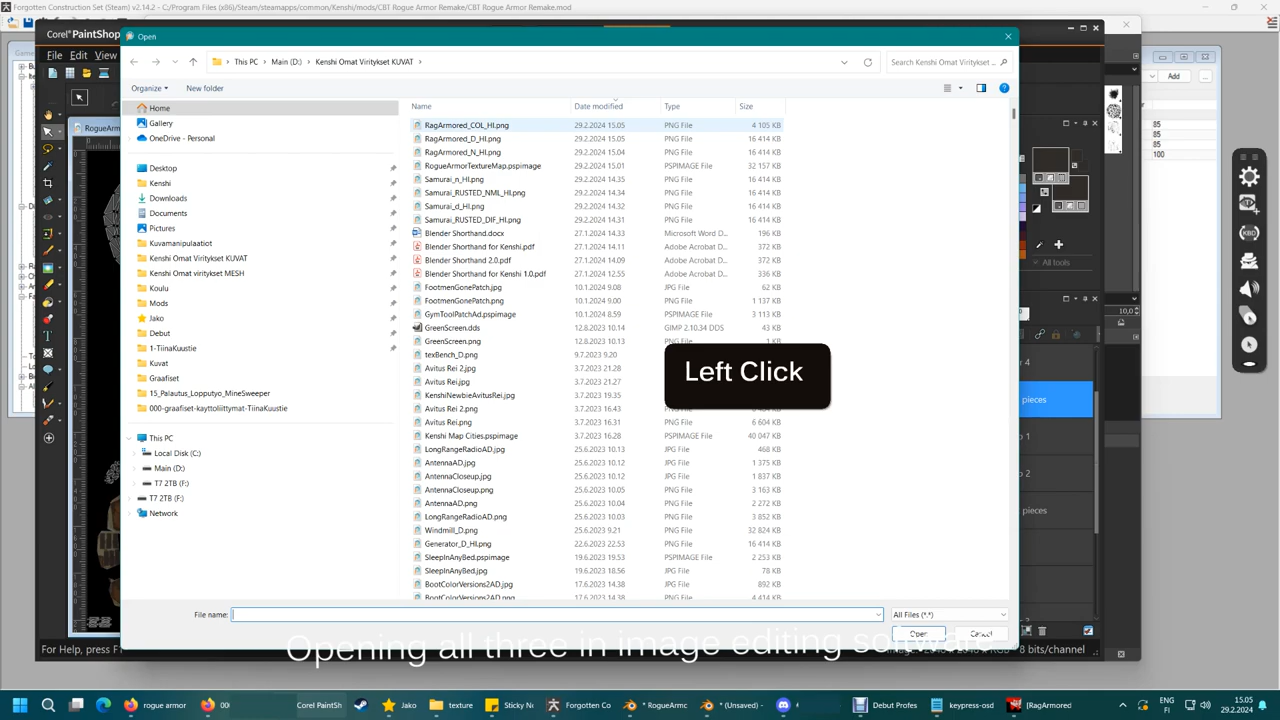 Forgotten Construction Set (Steam) v2.14.2 - C:/Program Files (x86)/Steam/steamapps/common/Kenshi/mods/CBT Rogue Armor Remake/CBT Rogue Armor Remake.mod
Corel PaintShop
Open
File Edit View
This PC > Main (D:) > Kenshi Omat Viritykset KUVAT >
Search Kenshi Omat Viritykset ...
Add
Organize
New folder
Name
Date modified
Type
Size
Home
Gallery
OneDrive - Personal
Desktop
Kenshi
Downloads
Documents
Pictures
Kuvamanipulaatiot
Kenshi Omat Viritykset KUVAT
Kenshi Omat viritykset MESH
Koulu
Mods
Jako
Debut
1-TiinaKuustie
Kuvat
Graafiset
15_Palautus_Lopputyo_MineSweeper
000-graafiset-kayttoliittymat-TiinaKuustie
This PC
Local Disk (C:)
Main (D:)
T7 2TB (F:)
T7 2TB (F:)
Network
RagArmored_COL_HI.png 29.2.2024 15.05 PNG File 4 105 KB
RagArmored_D_HI.png 29.2.2024 15.05 PNG File 16 414 KB
RagArmored_N_HI.png 29.2.2024 15.04 PNG File 16 414 KB
RogueArmorTextureMap.pspimage 29.2.2024 15.01 PSPIMAGE File 32 157 KB
Samurai_n_HI.png 29.2.2024 14.35 PNG File 16 414 KB
Samurai_RUSTED_NML_HI.png 29.2.2024 14.34 PNG File 16 414 KB
Samurai_d_HI.png 29.2.2024 14.32 PNG File 16 414 KB
Samurai_RUSTED_DIF_HI.png 29.2.2024 14.31 PNG File 16 414 KB
Blender Shorthand.docx 27.1.2024 14.33 Microsoft Word D... 196 KB
Blender Shorthand for Kenshi.pdf 27.1.2024 14.11 Adobe Acrobat D... 372 KB
Blender Shorthand 2.0.pdf 27.1.2024 14.09 Adobe Acrobat D... 372 KB
Blender Shorthand for Kenshi 1.0.pdf 27.1.2024 12.55 Adobe Acrobat D... 336 KB
FootmenGonePatch.jpg 10.1.2024 9.08 JPG File 62 KB
FootmenGonePatch.png 10.1.2024 9.00 PNG File 1 137 KB
GymToolPatchAd.pspimage 10.1.2024 8.59 PSPIMAGE File 3 113 KB
GreenScreen.dds 12.8.2023 10.14 GIMP 2.10.34 DDS 43 KB
GreenScreen.png 12.8.2023 10.13 PNG File 1 KB
texBench_D.png 9.7.2023 9.20
Avitus Rei 2.jpg 3.7.2023 21.28
Avitus Rei.jpg 3.7.2023 21.27
KenshiNewbieAvitusRei.jpg 3.7.2023 19.35
Avitus Rei 2.png 3.7.2023 16.43
Avitus Rei.png 3.7.2023 16.31 PNG File 6 604 KB
Kenshi Map Cities.pspimage 3.7.2023 16.28 PSPIMAGE File 40 047 KB
LongRangeRadioAD.jpg 25.6.2023 10.13 JPG File 468 KB
AntennaAD.jpg 25.6.2023 10.12 JPG File 1 375 KB
AntennaCloseup.jpg 25.6.2023 10.12 JPG File 1 837 KB
AntennaCloseup.png 25.6.2023 10.05 PNG File 3 163 KB
AntennaAD.png 25.6.2023 10.04 PNG File 2 272 KB
LongRangeRadioAD.png 25.6.2023 10.03 PNG File 3 852 KB
Windmill_D.png 25.6.2023 9.21 PNG File 32 824 KB
Generator_D_HI.png 22.6.2023 22.53 PNG File 16 414 KB
SleepInAnyBed.pspimage 19.6.2023 19.53 PSPIMAGE File 2 253 KB
SleepInAnyBed.jpg 19.6.2023 18.56 JPG File 78 KB
BootColorVersions2AD.jpg 17.6.2023 14.38 JPG File 892 KB
BootColorVersions2AD.png 17.6.2023 14.38 PNG File 4 414 KB
Left Click
85
85
100
All tools
10,0
pieces
pieces
File name:
All Files (*.*)
Open
Cancel
Opening all three in image editing software
For Help, press F1
8 bits/channel
rogue armor
Corel PaintSh
Jako
texture
Sticky No
Forgotten Co
* RogueArmc
* (Unsaved) -
Debut Profes
keypress-osd
(RagArmored
ENG
FI
15.05
29.2.2024